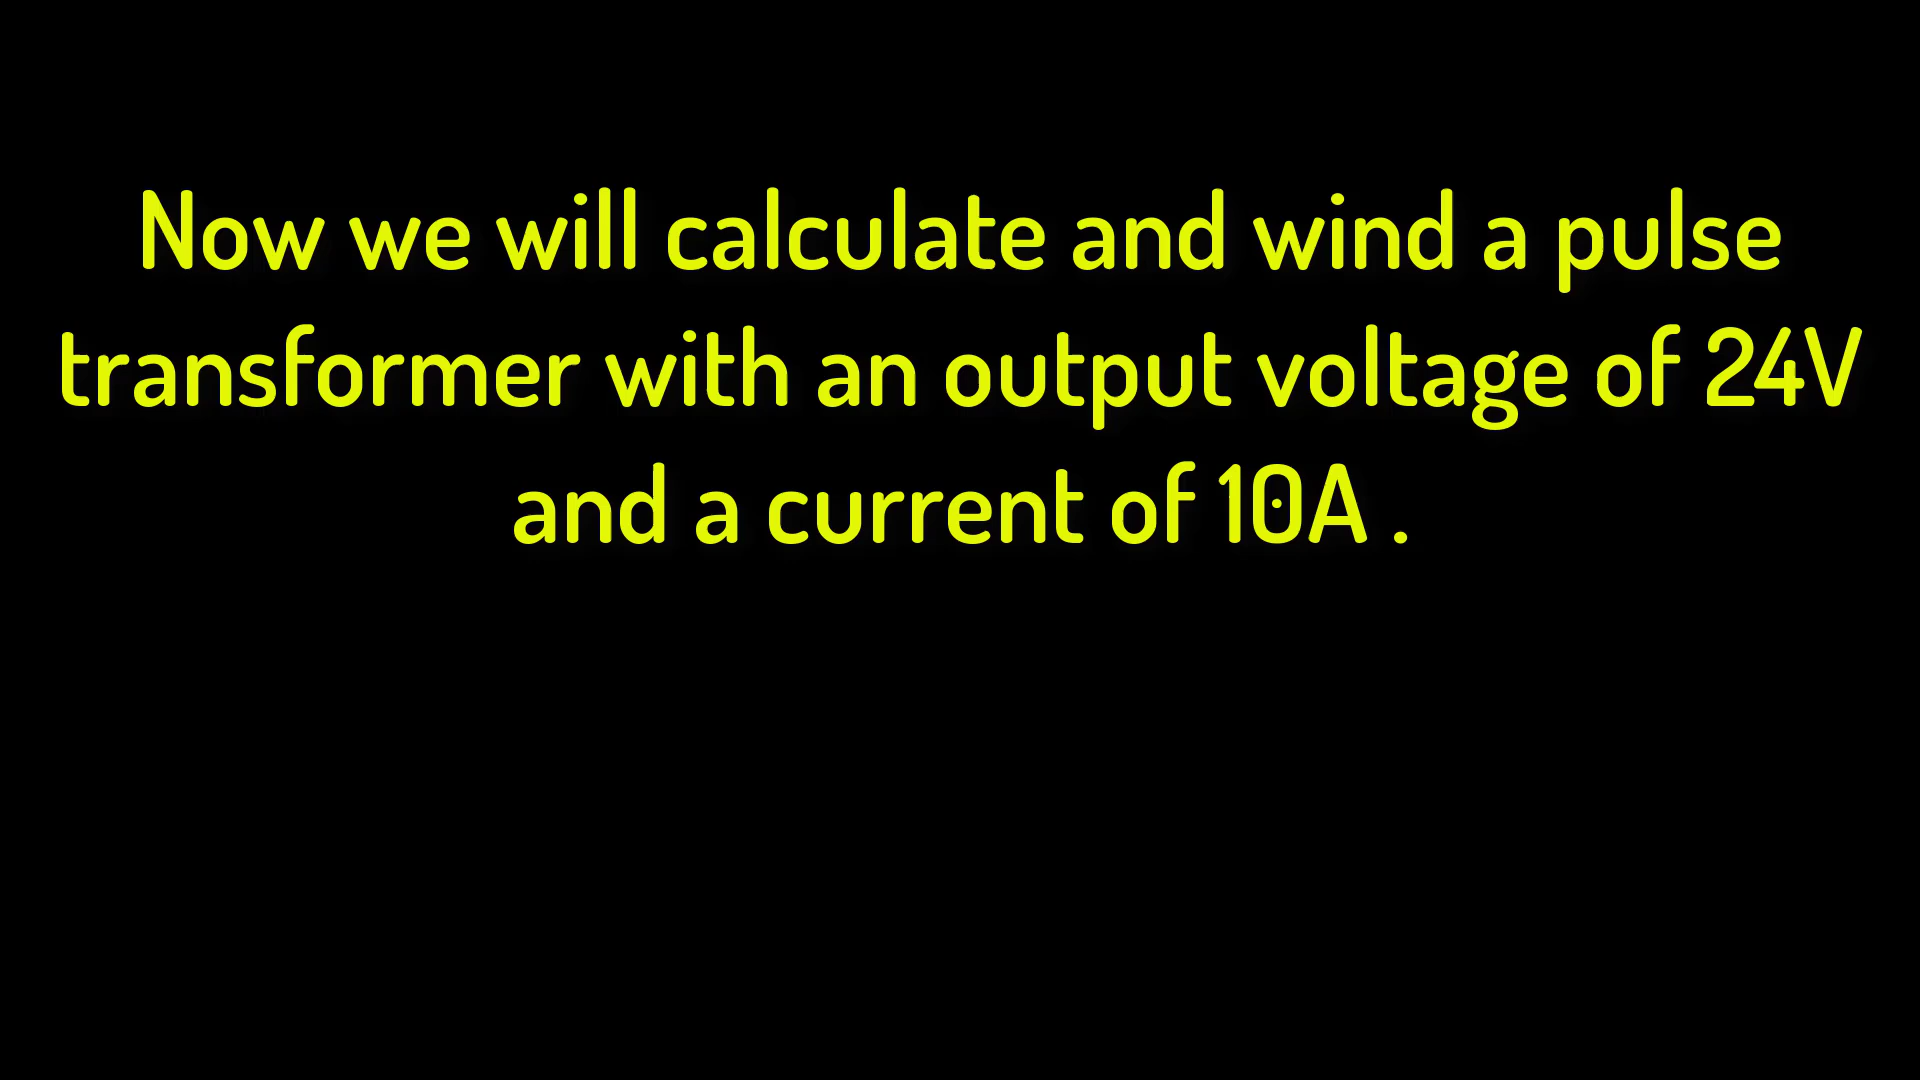 Now we will calculate and wind a pulse
transformer with an output voltage of 24V
and a current of 10A .